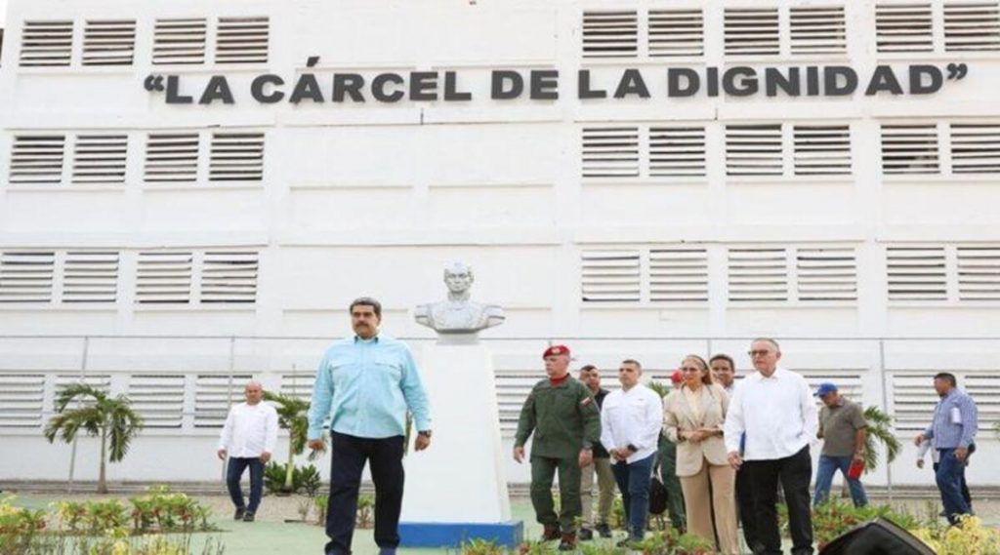 “LA CÁRCEL DE LA DIGNIDAD”